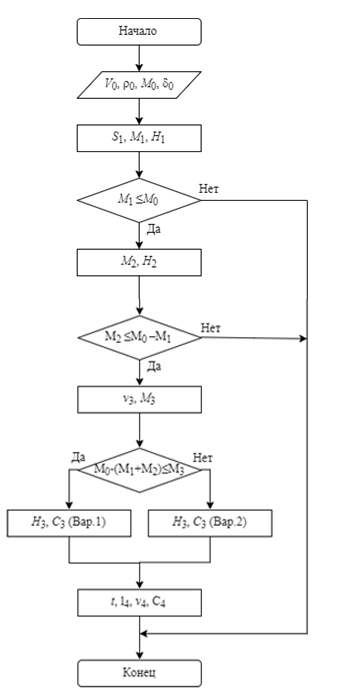 Начало
V₀, ρ₀, M₀, δ₀
S₁, M₁, H₁
M₁ ≤M₀
Нет
Да
M₂, H₂
M₂ ≤M₀ –M₁
Нет
Да
v₃, M₃
Да
M₀-(M₁+M₂)≤M₃
Нет
H₃, C₃ (Вар.1)
H₃, C₃ (Вар.2)
t, l₄, v₄, C₄
Конец